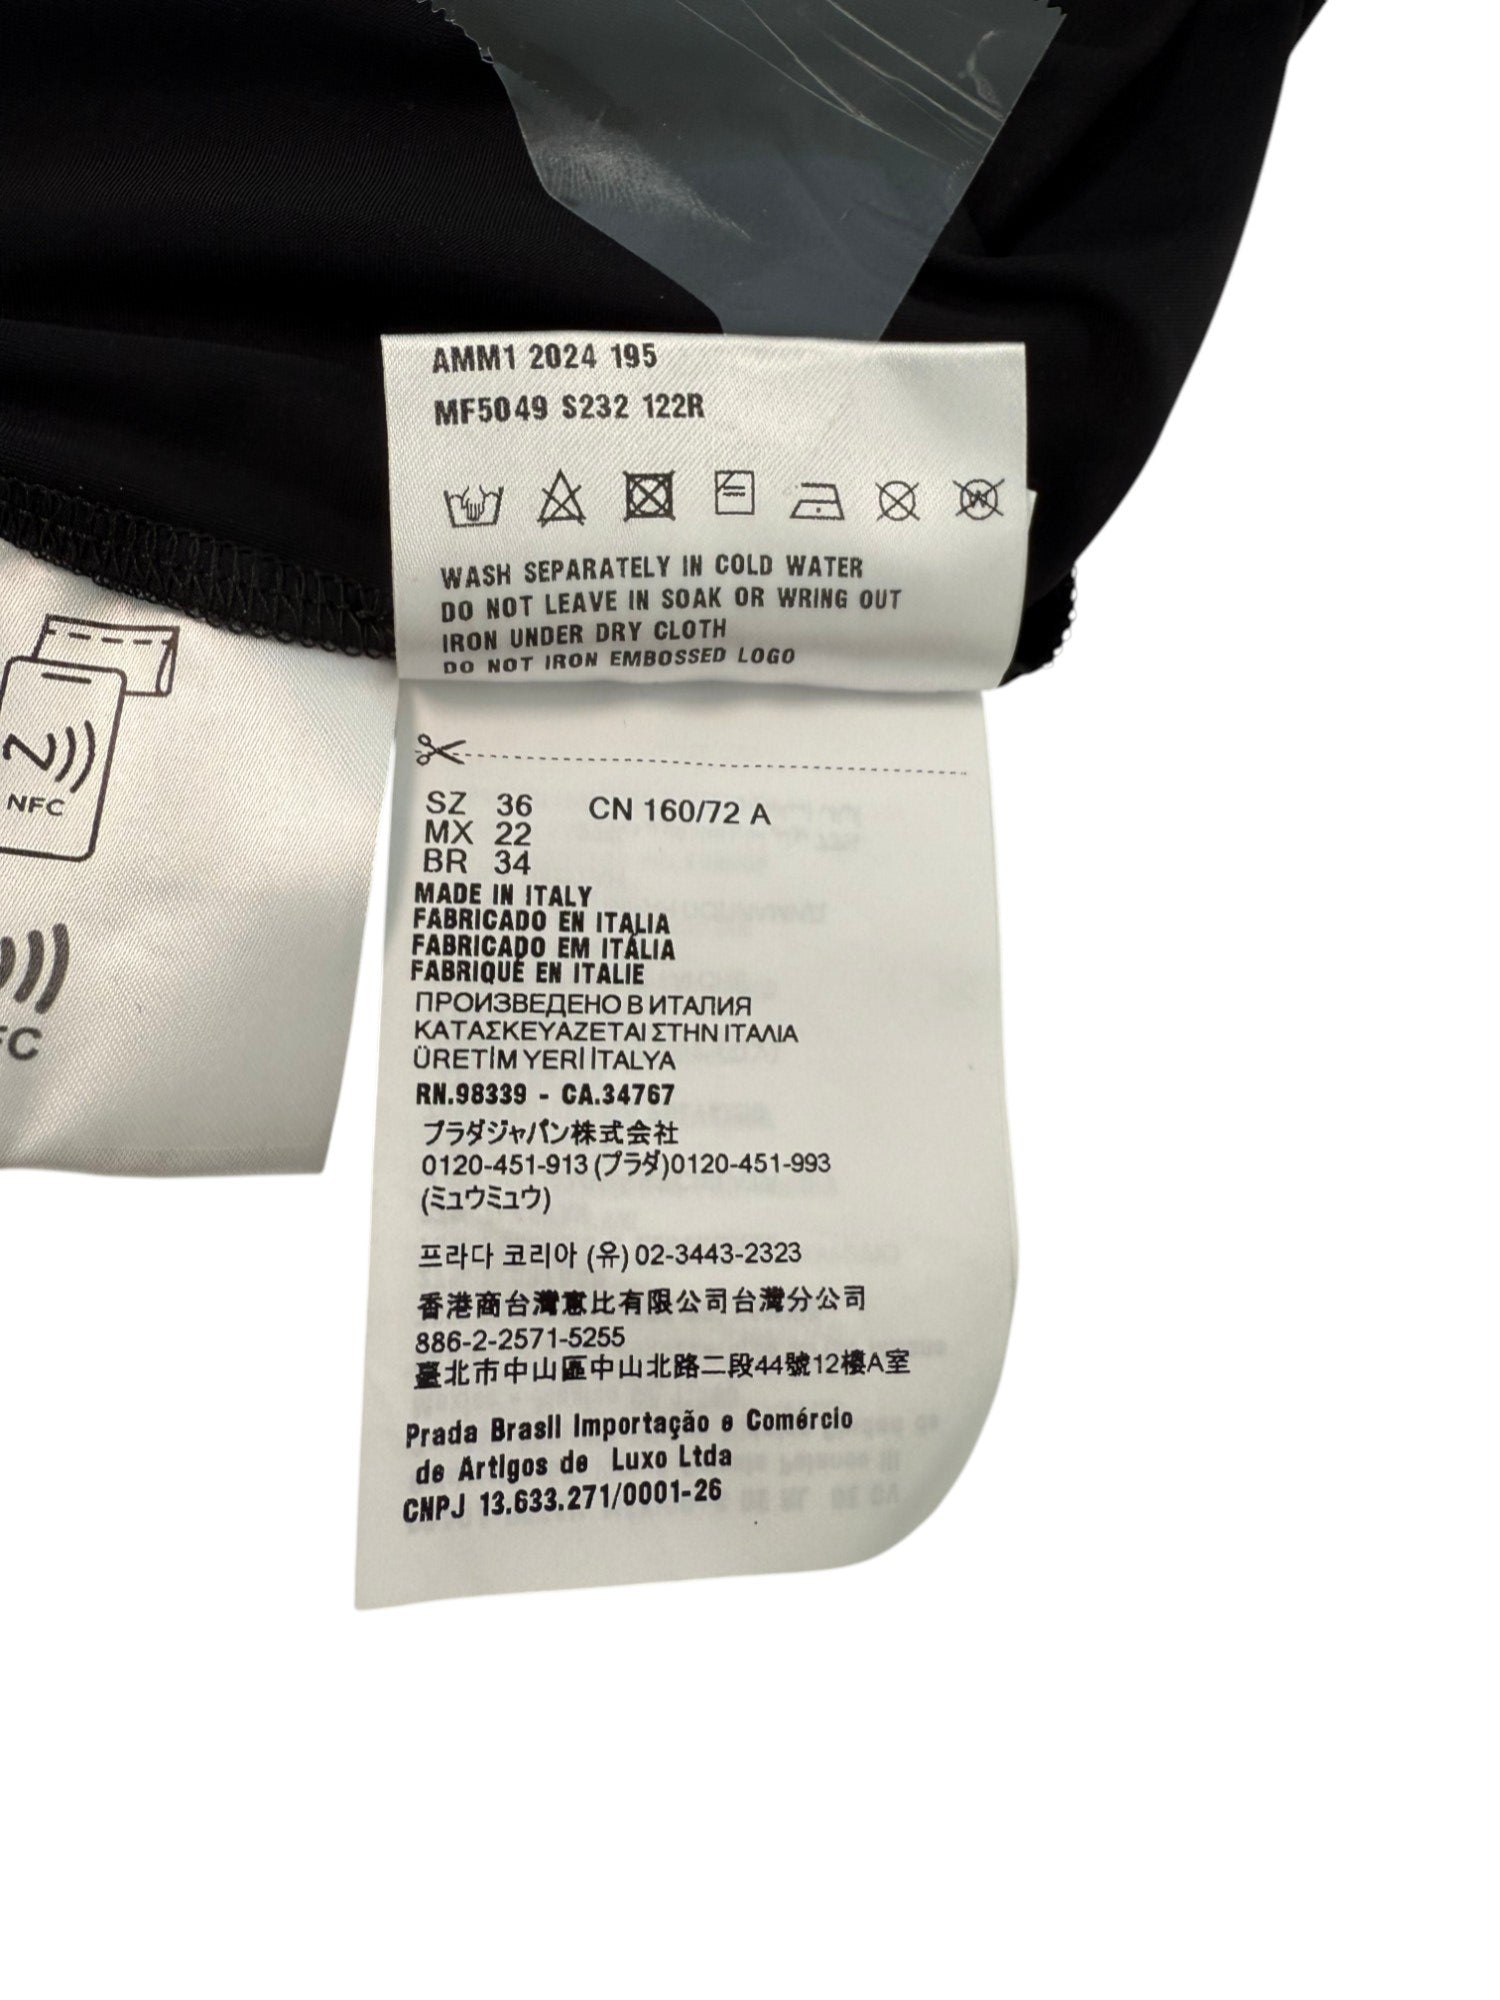 AMM1 2024 195
MF5049 S232 122R
WASH SEPARATELY IN COLD WATER
DO NOT LEAVE IN SOAK OR WRING OUT
IRON UNDER DRY CLOTH
DO NOT IRON EMBOSSED LOGO
NFC
FC
SZ 36 CN 160/72 A
MX 22
BR 34
MADE IN ITALY
FABRICADO EN ITALIA
FABRICADO EM ITÁLIA
FABRIQUÉ EN ITALIE
ПРОИЗВЕДЕНО В ИТАЛИЯ
ΚΑΤΑΣΚΕΥΑΖΕΤΑΙ ΣΤΗΝ ΙΤΑΛΙΑ
ÜRETİM YERİ İTALYA
RN.98339 - CA.34767
プラダジャパン株式会社
0120-451-913 (プラダ)0120-451-993
(ミュウミュウ)
프라다 코리아 (유) 02-3443-2323
香港商台灣惠比有限公司台灣分公司
886-2-2571-5255
臺北市中山區中山北路二段44號12樓A室
Prada Brasil Importação e Comércio
de Artigos de Luxo Ltda
CNPJ 13.633.271/0001-26